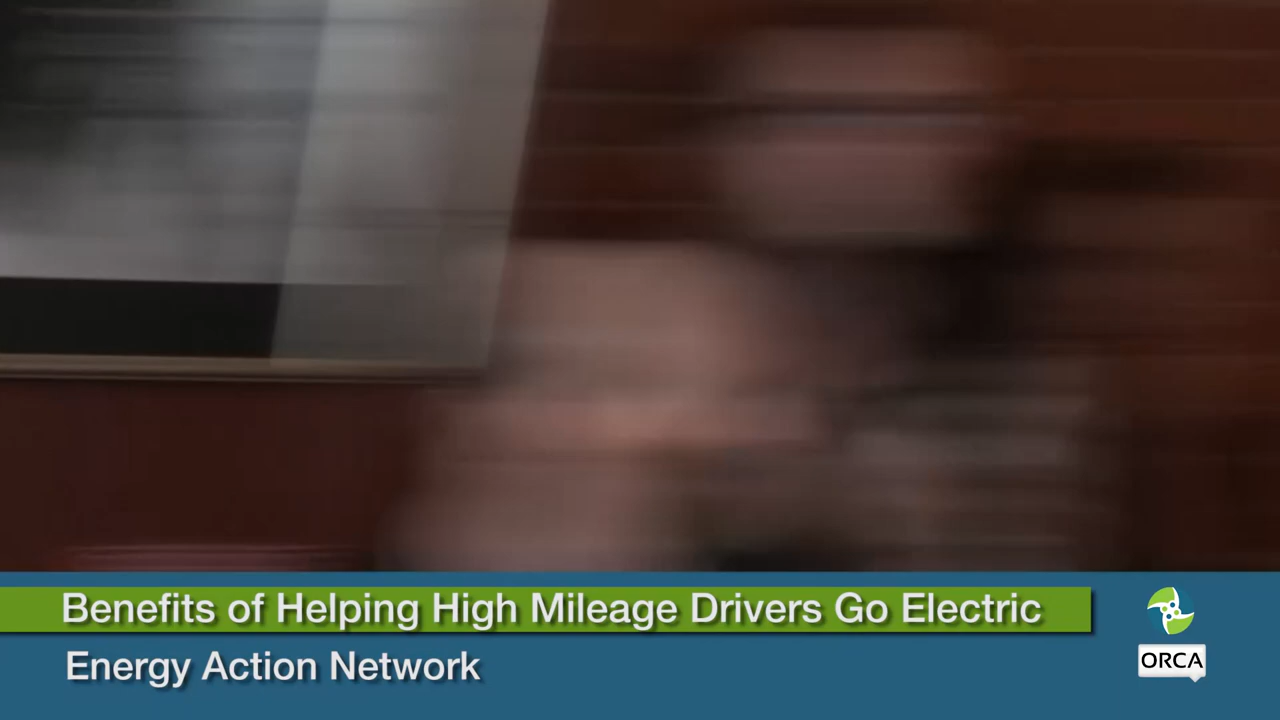 Benefits of Helping High Mileage Drivers Go Electric
Energy Action Network
ORCA